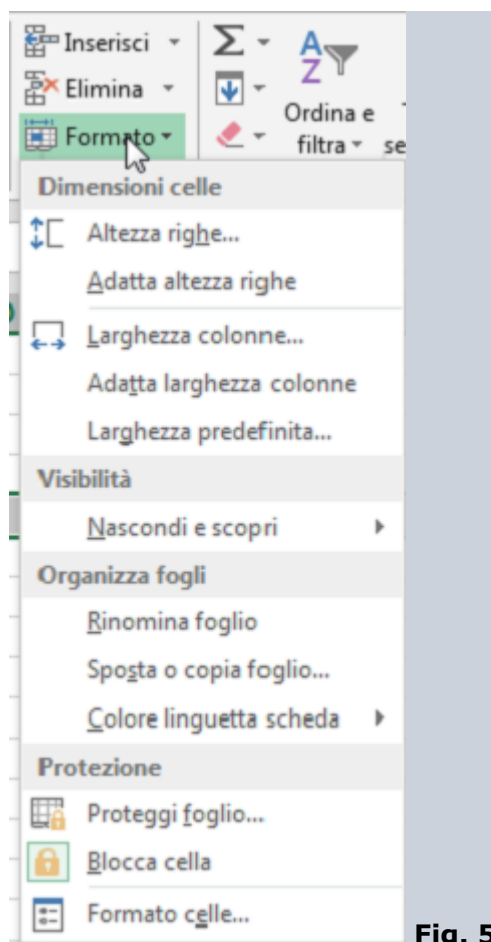 Inserisci
Elimina
Formato
Σ
A
Z
Ordina e
filtra
se
Dimensioni celle
Altezza righe...
Adatta altezza righe
Larghezza colonne...
Adatta larghezza colonne
Larghezza predefinita...
Visibilità
Nascondi e scopri
Organizza fogli
Rinomina foglio
Sposta o copia foglio...
Colore linguetta scheda
Protezione
Proteggi foglio...
Blocca cella
Formato celle...
Fig. 5